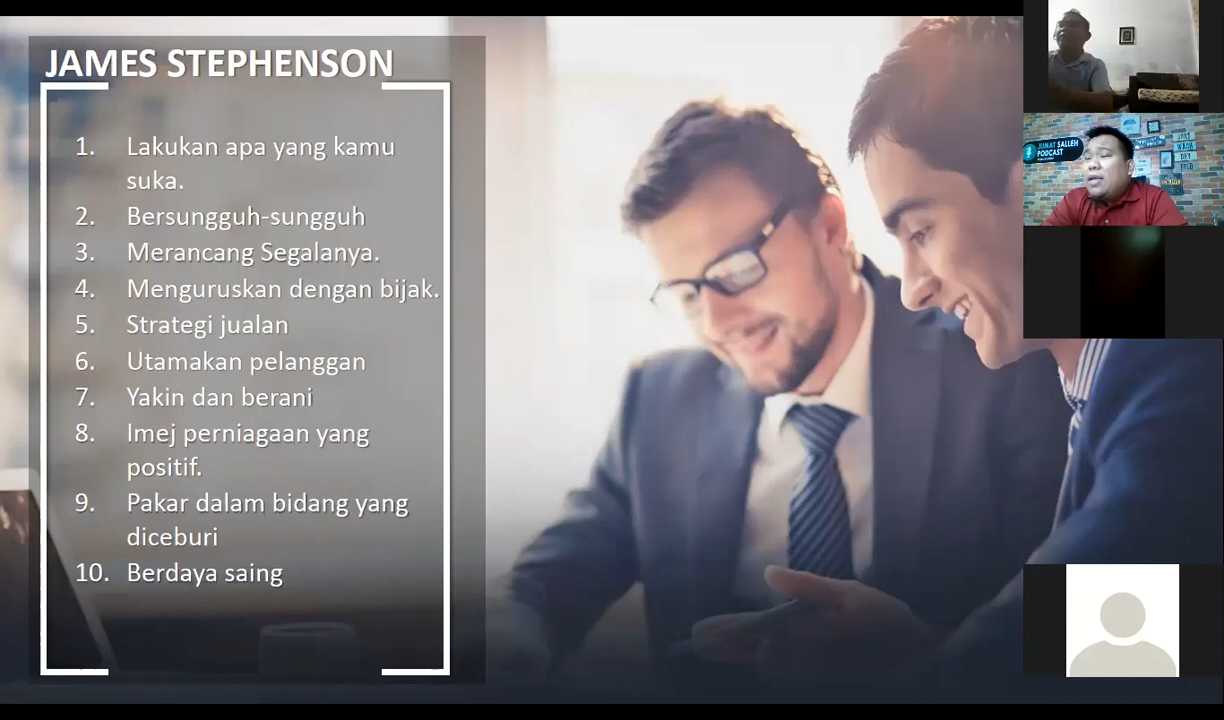 JAMES STEPHENSON
1. Lakukan apa yang kamu
suka.
2. Bersungguh-sungguh
3. Merancang Segalanya.
4. Menguruskan dengan bijak.
5. Strategi jualan
6. Utamakan pelanggan
7. Yakin dan berani
8. Imej perniagaan yang
positif.
9. Pakar dalam bidang yang
diceburi
10. Berdaya saing
JUMAT SALLEH
PODCAST